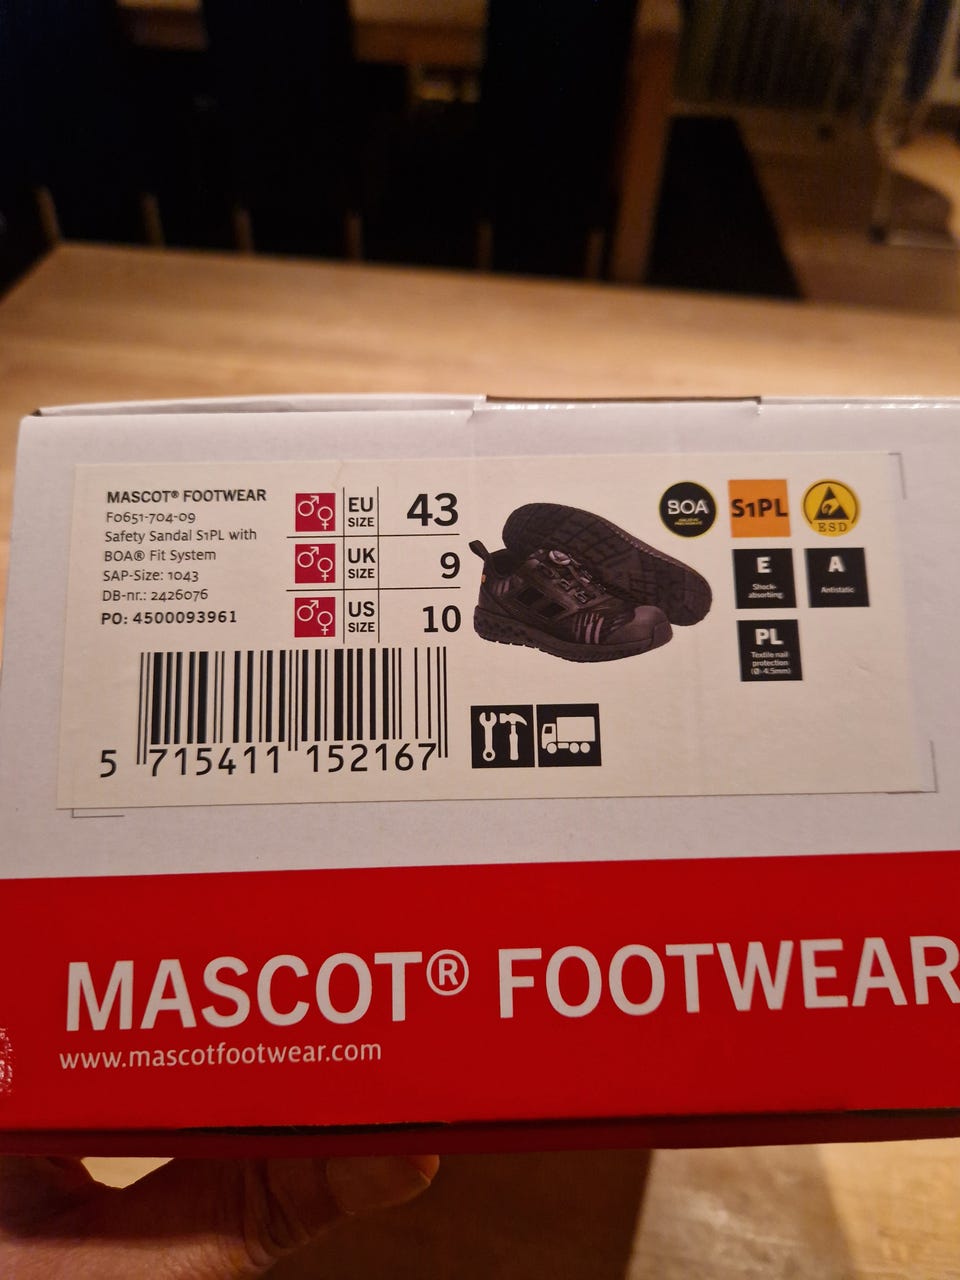 MASCOT® FOOTWEAR
F0651-704-09
Safety Sandal S1PL with
BOA® Fit System
SAP-Size: 1043
DB-nr.: 2426076
PO: 4500093961
EU SIZE 43
UK SIZE 9
US SIZE 10
BOA
S1PL
ESD
E
Shock-
absorbing
A
Antistatic
PL
Textile nail
protection
(Ø: 4.5mm)
5 715411 152167
MASCOT® FOOTWEAR
www.mascotfootwear.com